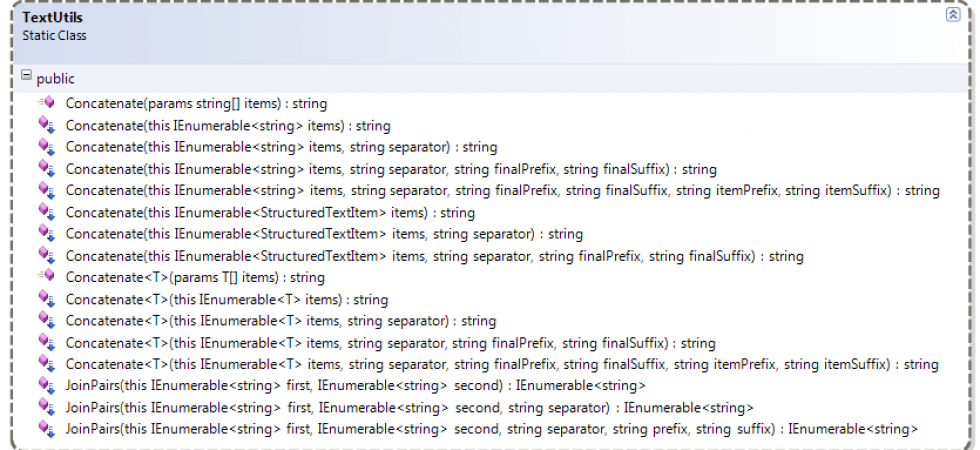 TextUtils
Static Class
public
Concatenate(params string[] items) : string
Concatenate(this IEnumerable<string> items) : string
Concatenate(this IEnumerable<string> items, string separator) : string
Concatenate(this IEnumerable<string> items, string separator, string finalPrefix, string finalSuffix) : string
Concatenate(this IEnumerable<string> items, string separator, string finalPrefix, string finalSuffix, string itemPrefix, string itemSuffix) : string
Concatenate(this IEnumerable<StructuredTextItem> items) : string
Concatenate(this IEnumerable<StructuredTextItem> items, string separator) : string
Concatenate(this IEnumerable<StructuredTextItem> items, string separator, string finalPrefix, string finalSuffix) : string
Concatenate<T>(params T[] items) : string
Concatenate<T>(this IEnumerable<T> items) : string
Concatenate<T>(this IEnumerable<T> items, string separator) : string
Concatenate<T>(this IEnumerable<T> items, string separator, string finalPrefix, string finalSuffix) : string
Concatenate<T>(this IEnumerable<T> items, string separator, string finalPrefix, string finalSuffix, string itemPrefix, string itemSuffix) : string
JoinPairs(this IEnumerable<string> first, IEnumerable<string> second) : IEnumerable<string>
JoinPairs(this IEnumerable<string> first, IEnumerable<string> second, string separator) : IEnumerable<string>
JoinPairs(this IEnumerable<string> first, IEnumerable<string> second, string separator, string prefix, string suffix) : IEnumerable<string>